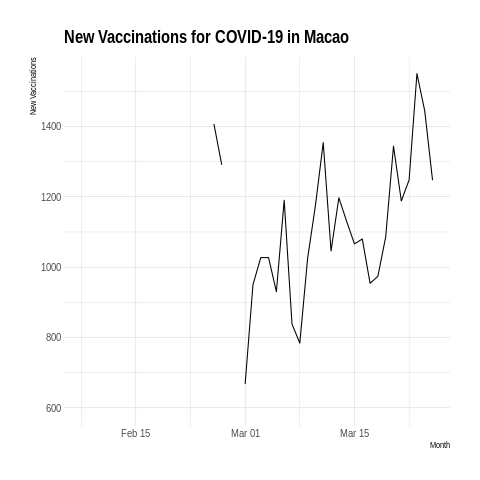 New Vaccinations for COVID-19 in Macao
New Vaccinations
1400
1200
1000
800
600
Feb 15
Mar 01
Mar 15
Month